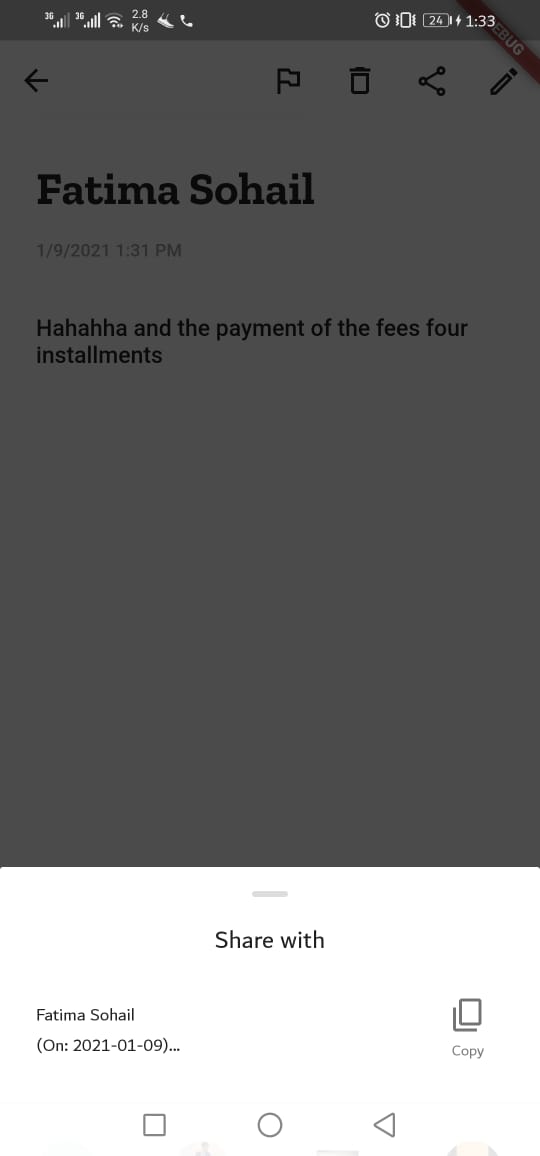 3G 3G 2.8 K/s 24 1:33
DEBUG
Fatima Sohail
1/9/2021 1:31 PM
Hahahha and the payment of the fees four
installments
Share with
Fatima Sohail
(On: 2021-01-09)...
Copy